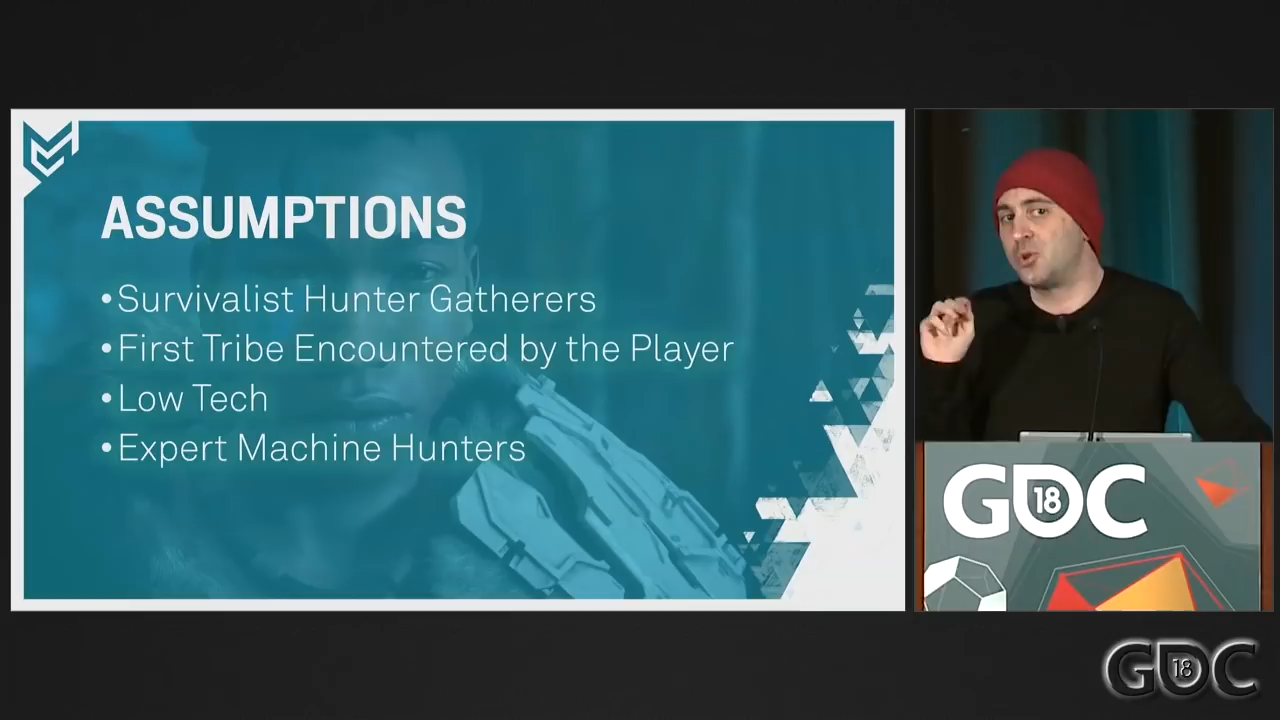 ASSUMPTIONS
•Survivalist Hunter Gatherers
•First Tribe Encountered by the Player
•Low Tech
•Expert Machine Hunters
GDC
18
GDC
18